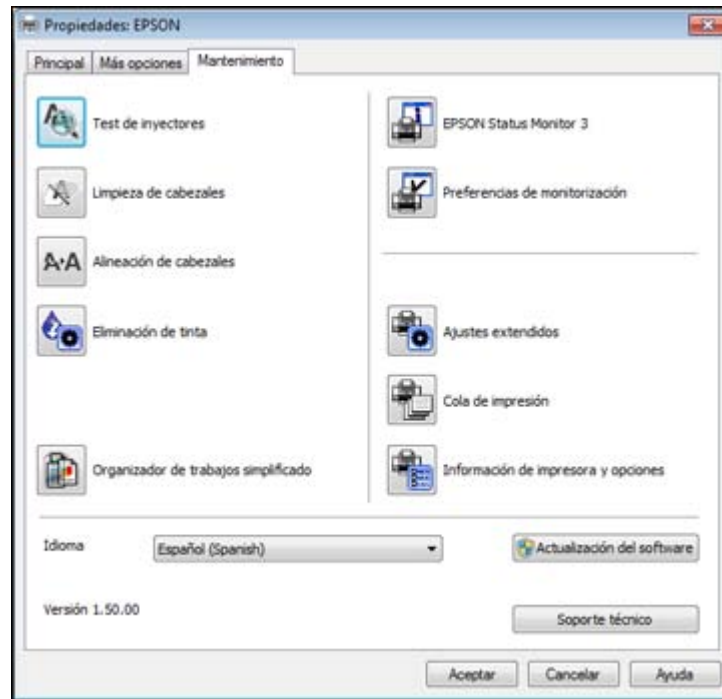 Propiedades: EPSON
Principal
Más opciones
Mantenimiento
Test de inyectores
EPSON Status Monitor 3
Limpieza de cabezales
Preferencias de monitorización
A·A Alineación de cabezales
Eliminación de tinta
Ajustes extendidos
Cola de impresión
Organizador de trabajos simplificado
Información de impresora y opciones
Idioma
Español (Spanish)
Actualización del software
Versión 1.50.00
Soporte técnico
Aceptar
Cancelar
Ayuda